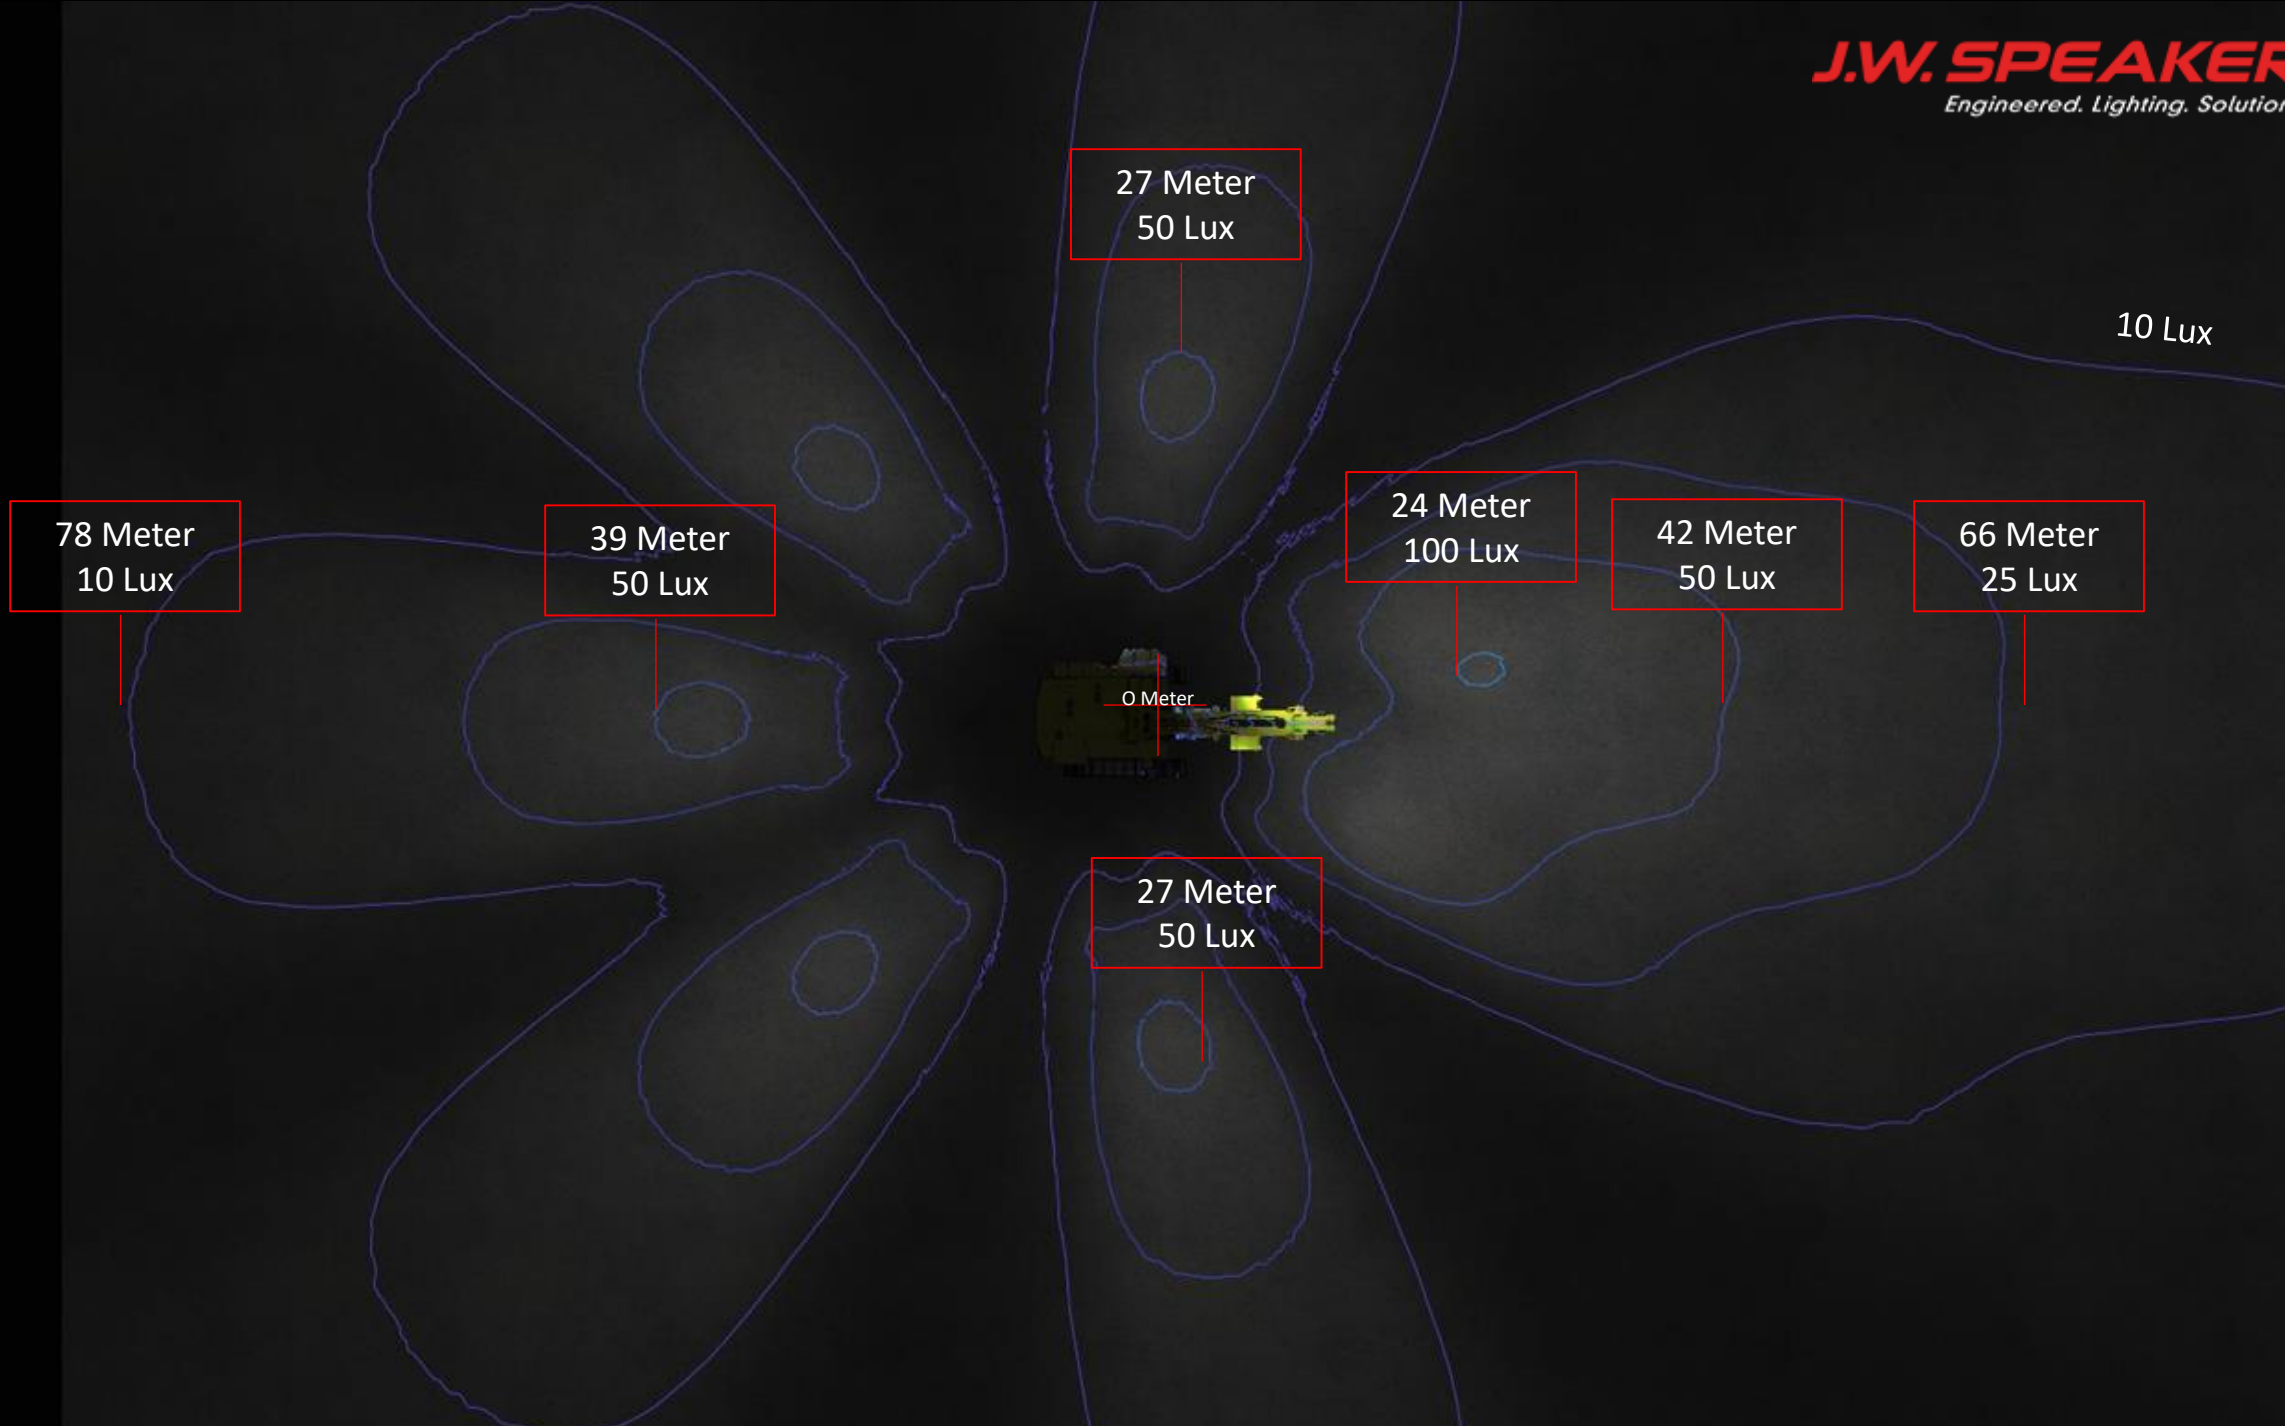 J.W. SPEAKER
Engineered. Lighting. Solution
27 Meter
50 Lux
10 Lux
24 Meter
100 Lux
42 Meter
50 Lux
66 Meter
25 Lux
78 Meter
10 Lux
39 Meter
50 Lux
O Meter
27 Meter
50 Lux